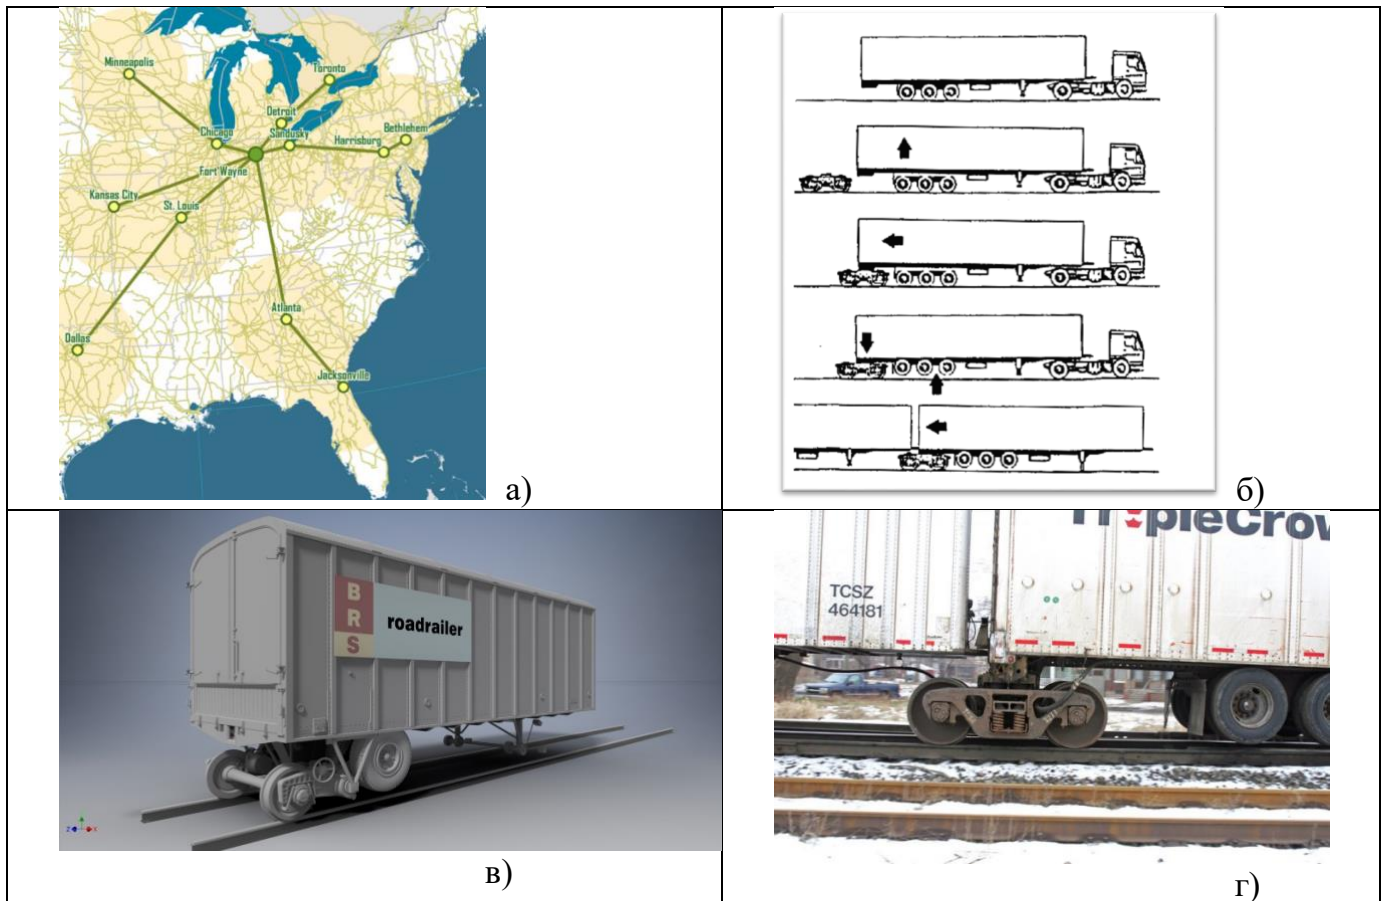 Minneapolis
Toronto
Detroit
Chicago
Sandusky
Harrisburg
Bethlehem
Fort Wayne
Kansas City
St. Louis
Atlanta
Dallas
Jacksonville
а)
б)
B
R
S
roadrailer
в)
TripleCrow
TCSZ
464181
г)